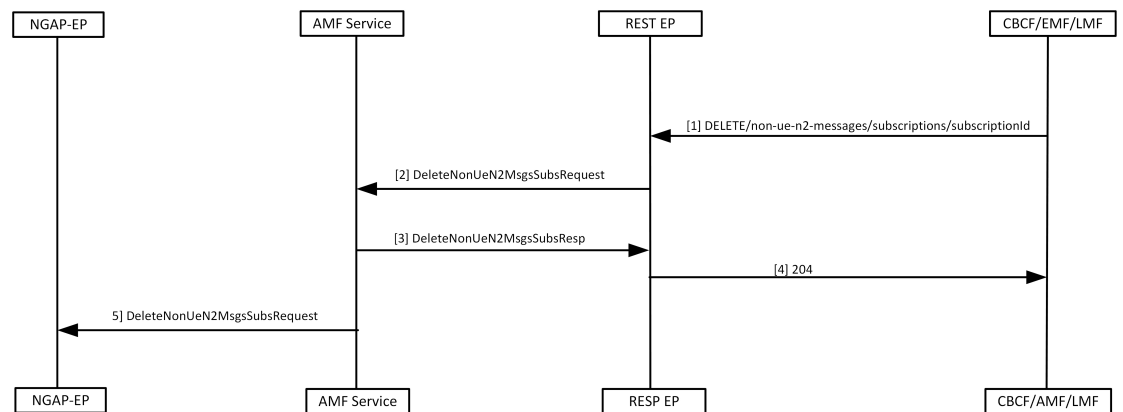 NGAP-EP
AMF Service
REST EP
CBCF/EMF/LMF
[1] DELETE/non-ue-n2-messages/subscriptions/subscriptionId
[2] DeleteNonUeN2MsgsSubsRequest
[3] DeleteNonUeN2MsgsSubsResp
[4] 204
5] DeleteNonUeN2MsgsSubsRequest
NGAP-EP
AMF Service
RESP EP
CBCF/AMF/LMF